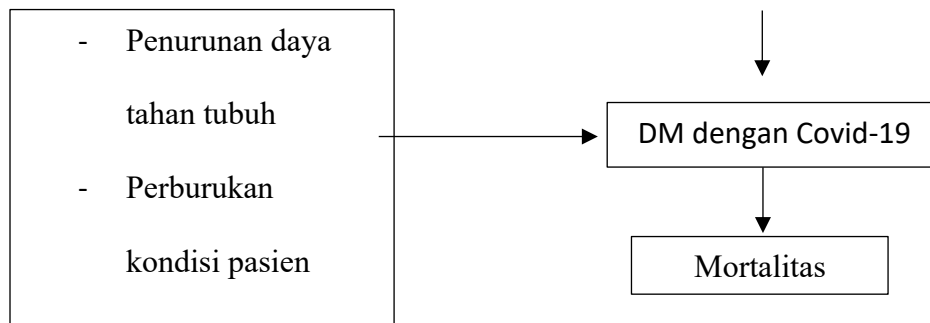 - Penurunan daya
tahan tubuh
- Perburukan
kondisi pasien
DM dengan Covid-19
Mortalitas